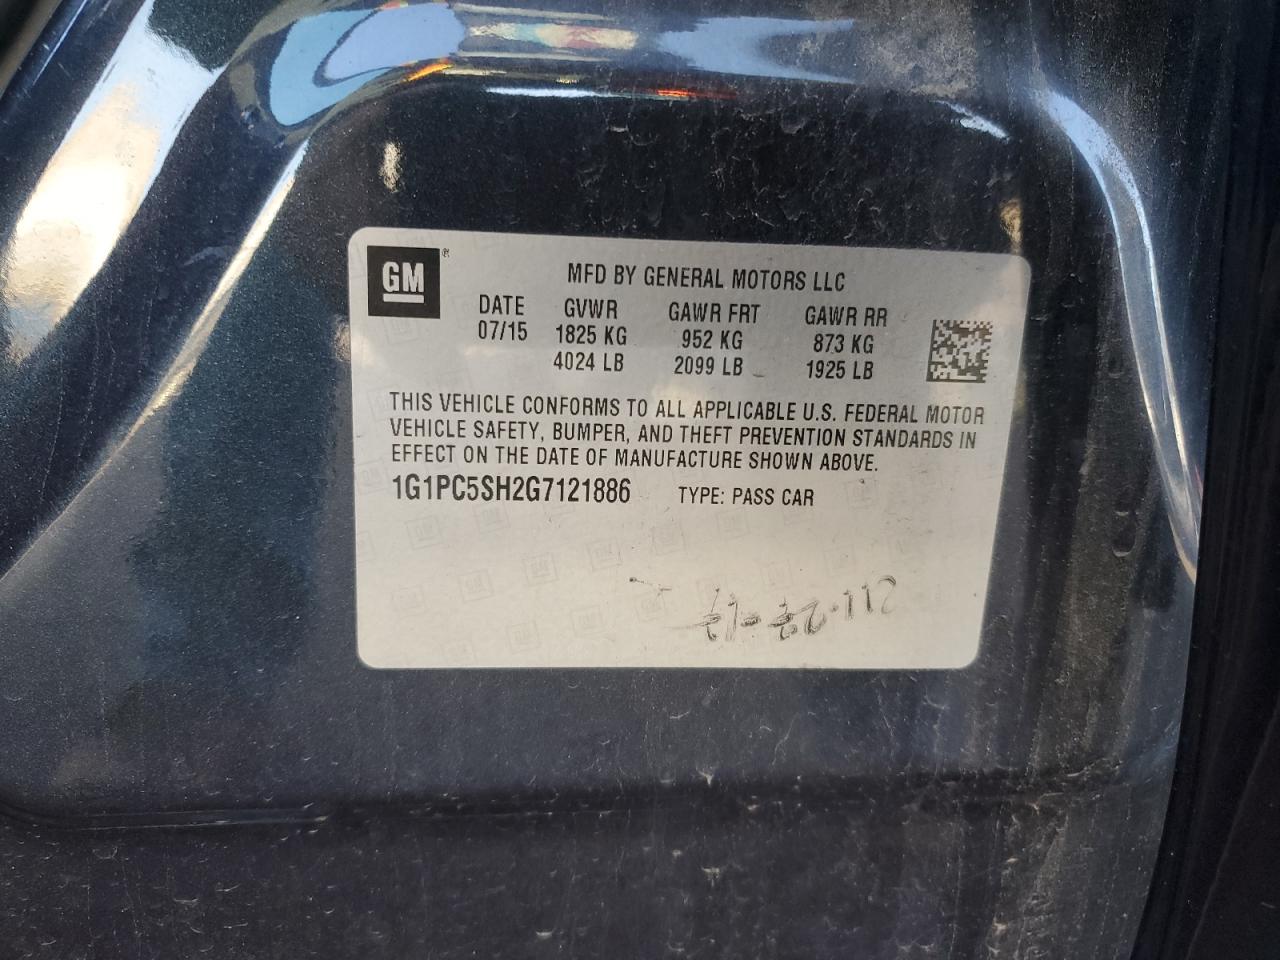 GM®
MFD BY GENERAL MOTORS LLC
DATE GVWR GAWR FRT GAWR RR
07/15 1825 KG 952 KG 873 KG
4024 LB 2099 LB 1925 LB
THIS VEHICLE CONFORMS TO ALL APPLICABLE U.S. FEDERAL MOTOR
VEHICLE SAFETY, BUMPER, AND THEFT PREVENTION STANDARDS IN
EFFECT ON THE DATE OF MANUFACTURE SHOWN ABOVE.
1G1PC5SH2G7121886 TYPE: PASS CAR